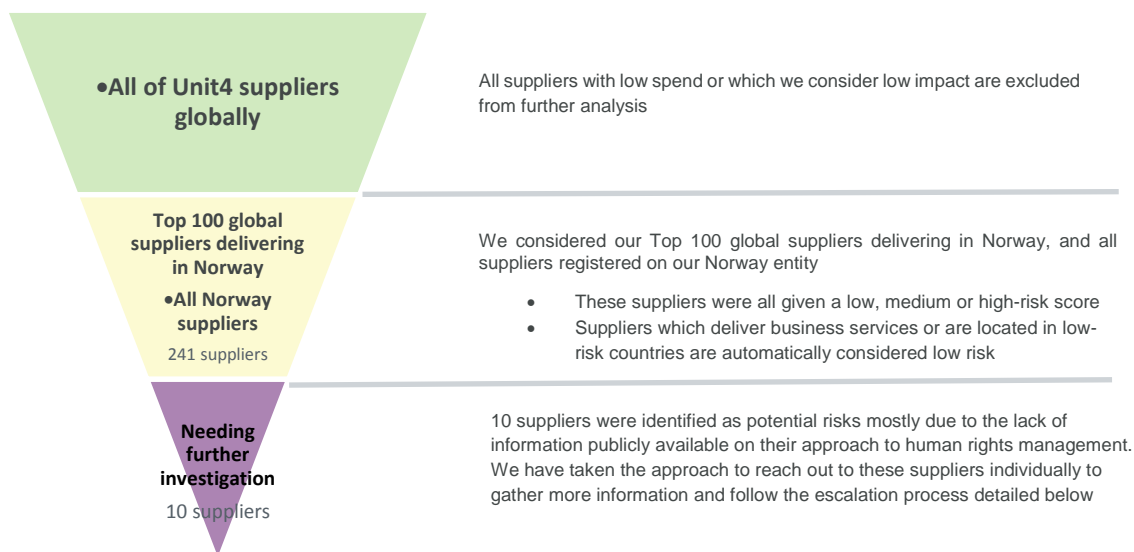 •All of Unit4 suppliers
globally
All suppliers with low spend or which we consider low impact are excluded
from further analysis
Top 100 global
suppliers delivering
in Norway
•All Norway
suppliers
241 suppliers
We considered our Top 100 global suppliers delivering in Norway, and all
suppliers registered on our Norway entity
• These suppliers were all given a low, medium or high-risk score
• Suppliers which deliver business services or are located in low-
risk countries are automatically considered low risk
Needing
further
investigation
10 suppliers
10 suppliers were identified as potential risks mostly due to the lack of
information publicly available on their approach to human rights management.
We have taken the approach to reach out to these suppliers individually to
gather more information and follow the escalation process detailed below